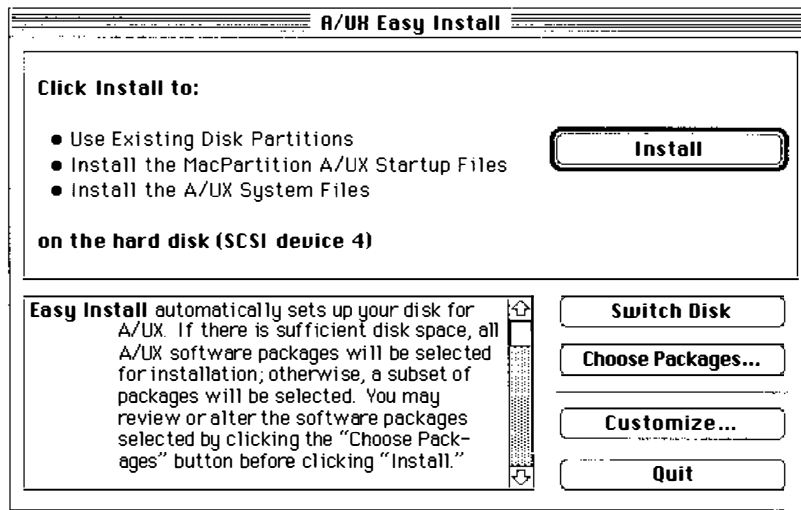 A/UX Easy Install
Click Install to:
● Use Existing Disk Partitions
● Install the MacPartition A/UX Startup Files
● Install the A/UX System Files
on the hard disk (SCSI device 4)
Install
Easy Install automatically sets up your disk for
A/UX. If there is sufficient disk space, all
A/UX software packages will be selected
for installation; otherwise, a subset of
packages will be selected. You may
review or alter the software packages
selected by clicking the “Choose Pack-
ages” button before clicking “Install.”
Switch Disk
Choose Packages...
Customize...
Quit